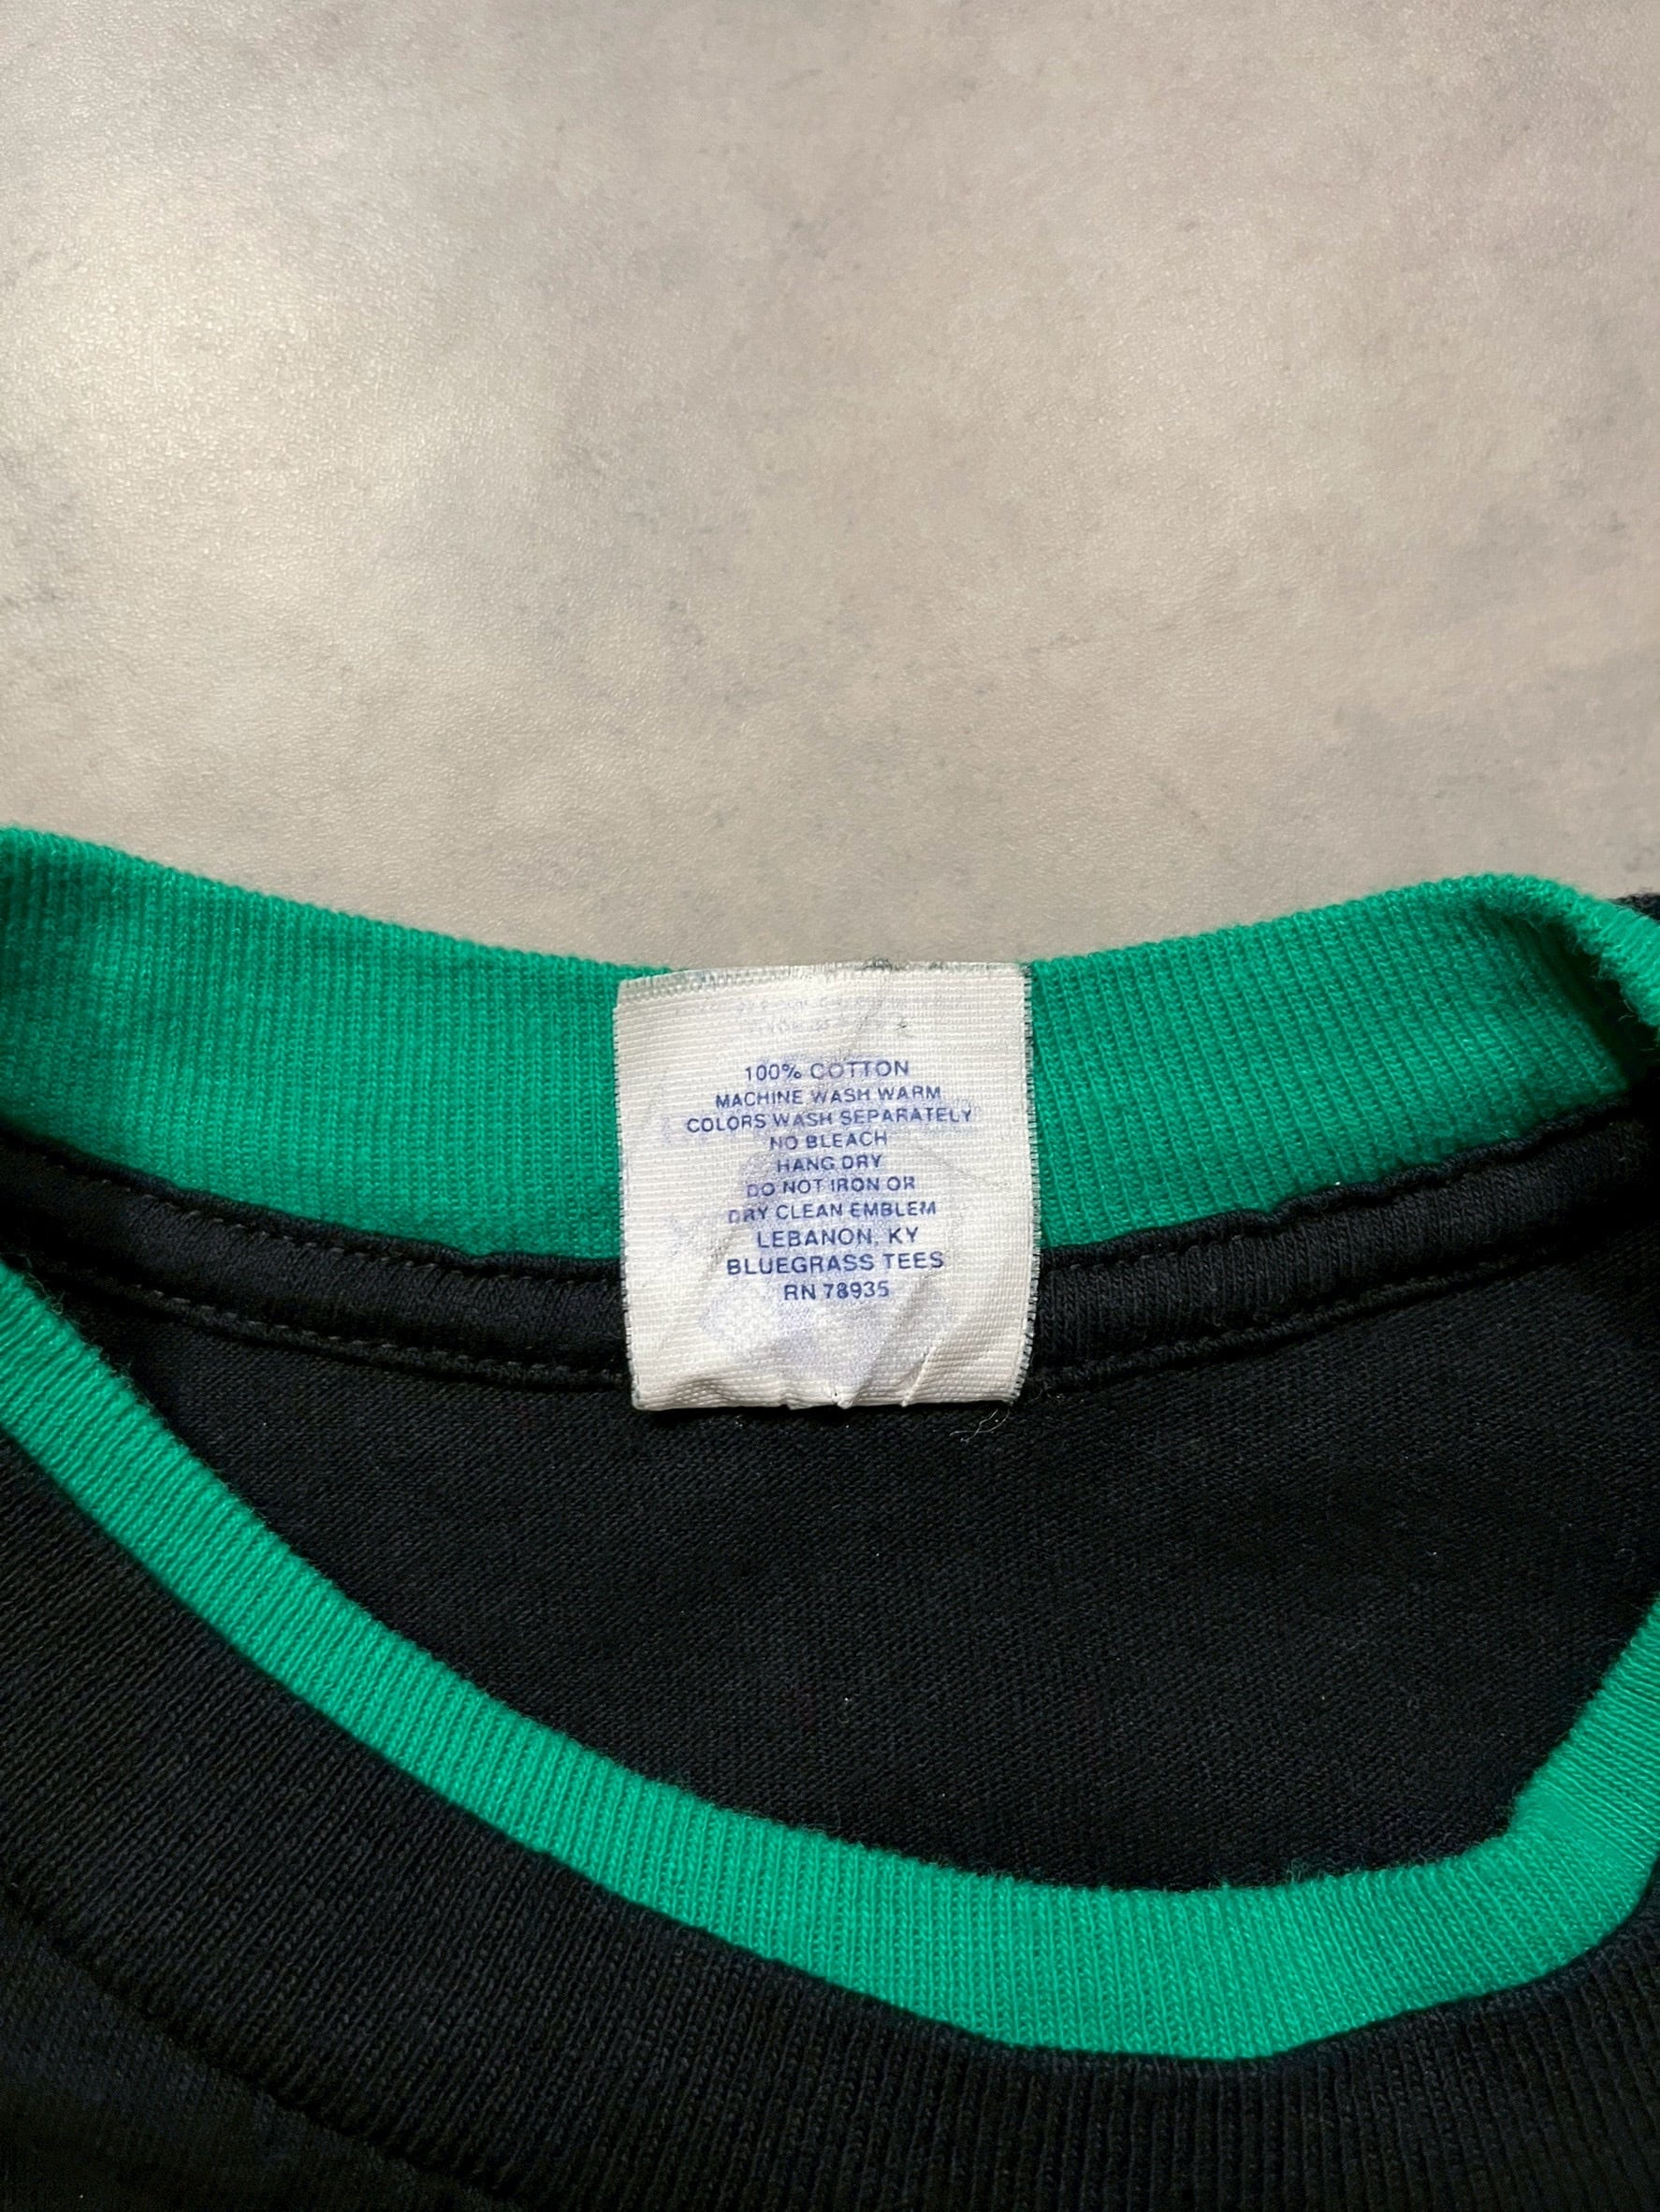 100% COTTON
MACHINE WASH WARM
COLORS WASH SEPARATELY
NO BLEACH
HANG DRY
DO NOT IRON OR
DRY CLEAN EMBLEM
LEBANON, KY
BLUEGRASS TEES
RN 78935